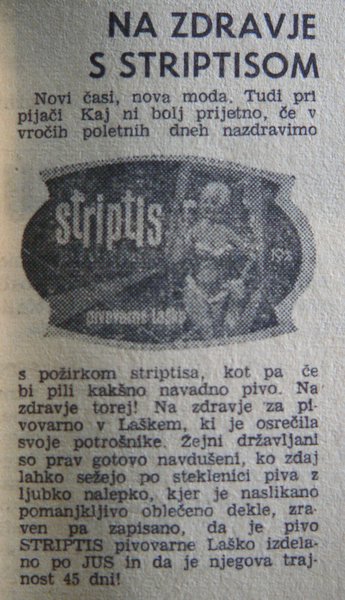 NA ZDRAVJE
S STRIPTISOM
Novi časi, nova moda. Tudi pri
pijači Kaj ni bolj prijetno, če v
vročih poletnih dneh nazdravimo
striptis
pivovarne Laško
s požirkom striptisa, kot pa če
bi pili kakšno navadno pivo. Na
zdravje torej! Na zdravje za pi-
vovarno v Laškem, ki je osrečila
svoje potrošnike. Žejni državljani
so prav gotovo navdušeni, ko zdaj
lahko sežejo po steklenici piva z
ljubko nalepko, kjer je naslikano
pomanjkljivo oblečeno dekle, zra-
ven pa zapisano, da je pivo
STRIPTIS pivovarne Laško izdela-
no po JUS in da je njegova traj-
nost 45 dni!